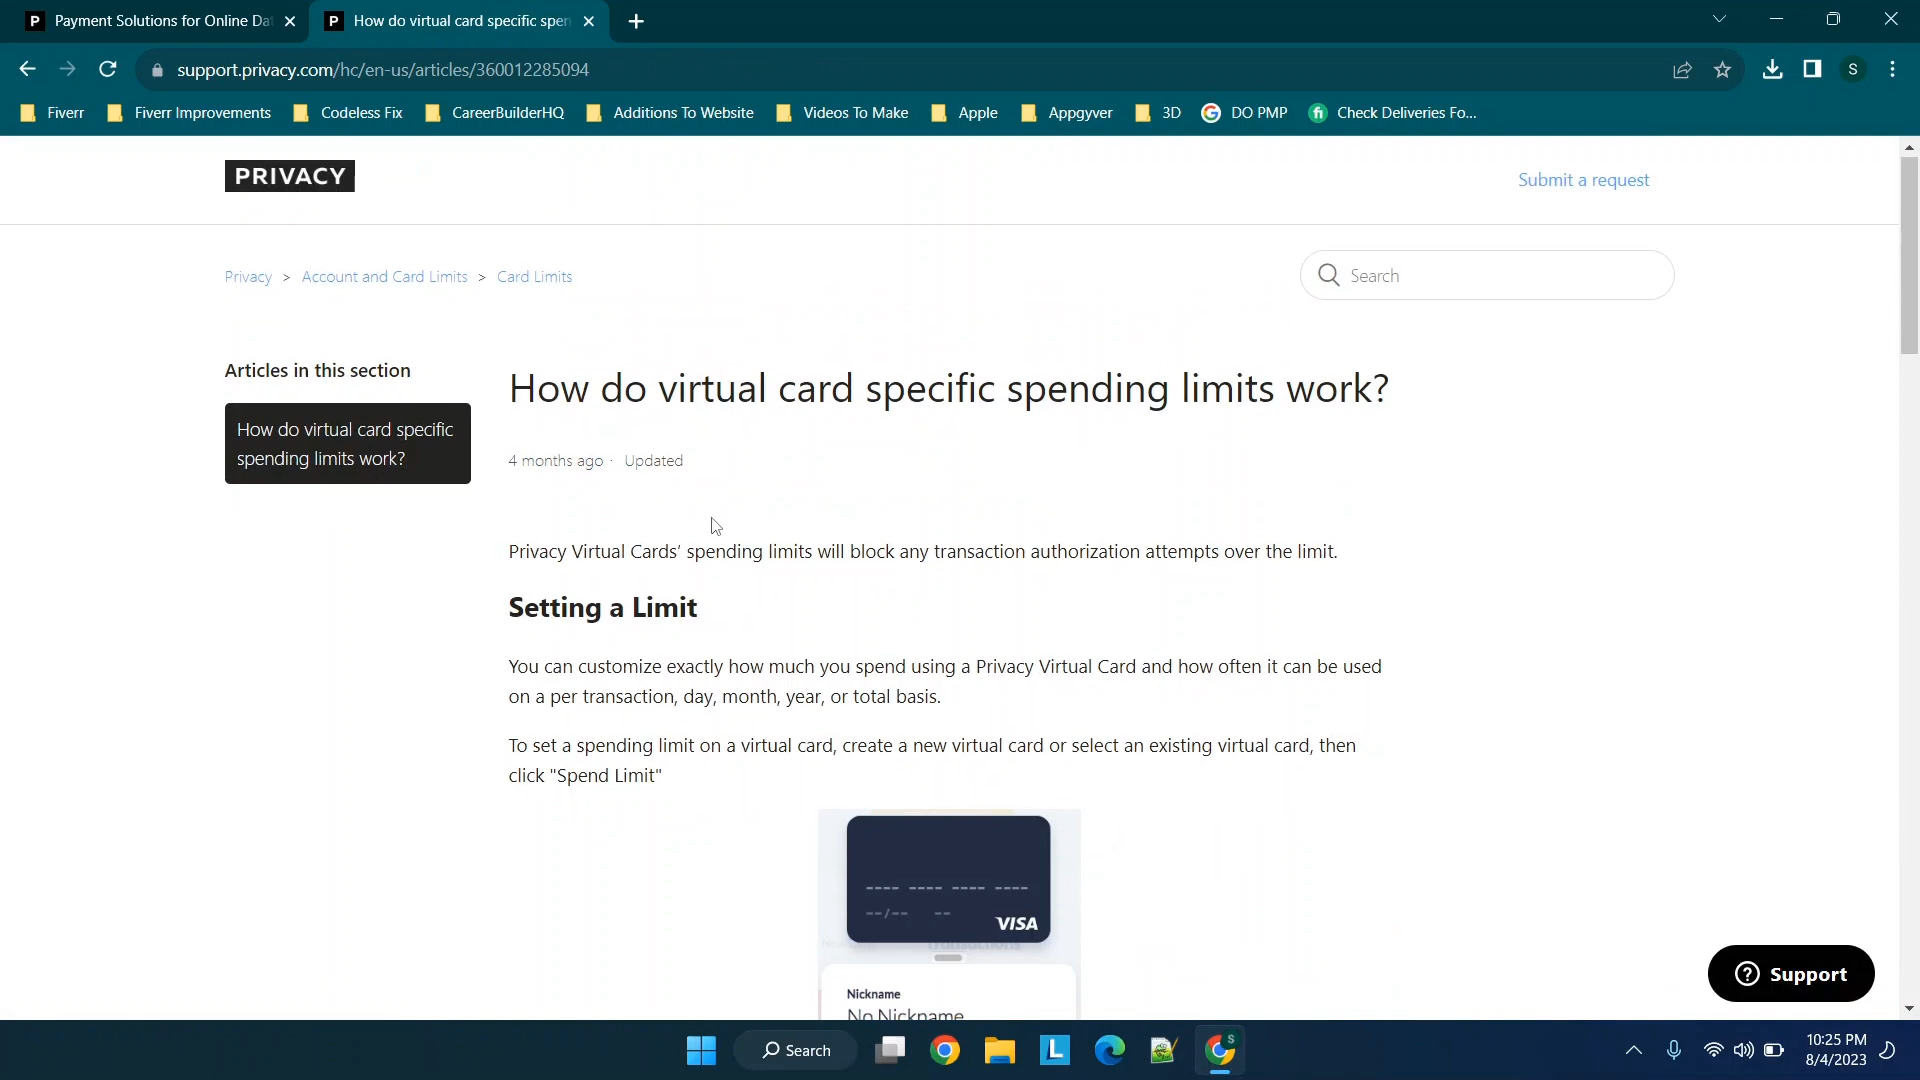 P Payment Solutions for Online Da
P How do virtual card specific spen
support.privacy.com/hc/en-us/articles/360012285094
S
Fiverr
Fiverr Improvements
Codeless Fix
CareerBuilderHQ
Additions To Website
Videos To Make
Apple
Appgyver
3D
DO PMP
fi Check Deliveries Fo...
PRIVACY
Submit a request
Privacy > Account and Card Limits > Card Limits
Search
Articles in this section
How do virtual card specific
spending limits work?
How do virtual card specific spending limits work?
4 months ago · Updated
Privacy Virtual Cards’ spending limits will block any transaction authorization attempts over the limit.
Setting a Limit
You can customize exactly how much you spend using a Privacy Virtual Card and how often it can be used
on a per transaction, day, month, year, or total basis.
To set a spending limit on a virtual card, create a new virtual card or select an existing virtual card, then
click "Spend Limit"
---- ---- ---- ----
--/-- --
VISA
Transactions
Nickname
No Nickname
Support
Search
L
S
10:25 PM
8/4/2023